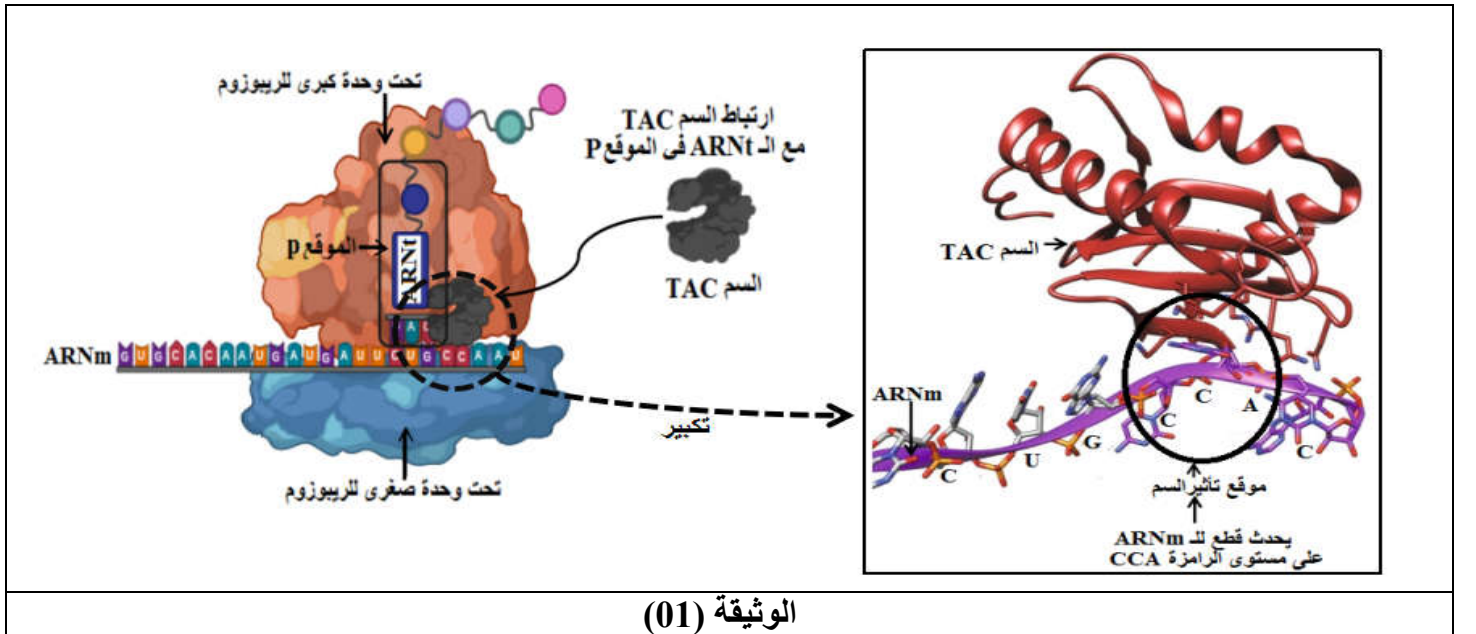 تحت وحدة كبرى للريبوزوم
ارتباط السم TAC
مع الـ ARNt في الموقع P
الموقع p
ARNt
السم TAC
ARNm
G U G C A C A A U G A U G A U U C U G C C A A U
تحت وحدة صغرى للريبوزوم
تكبير
السم TAC
ARNm
C U G C C A C
موقع تأثير السم
يحدث قطع للـ ARNm
على مستوى الرامزة CCA
الوثيقة (01)